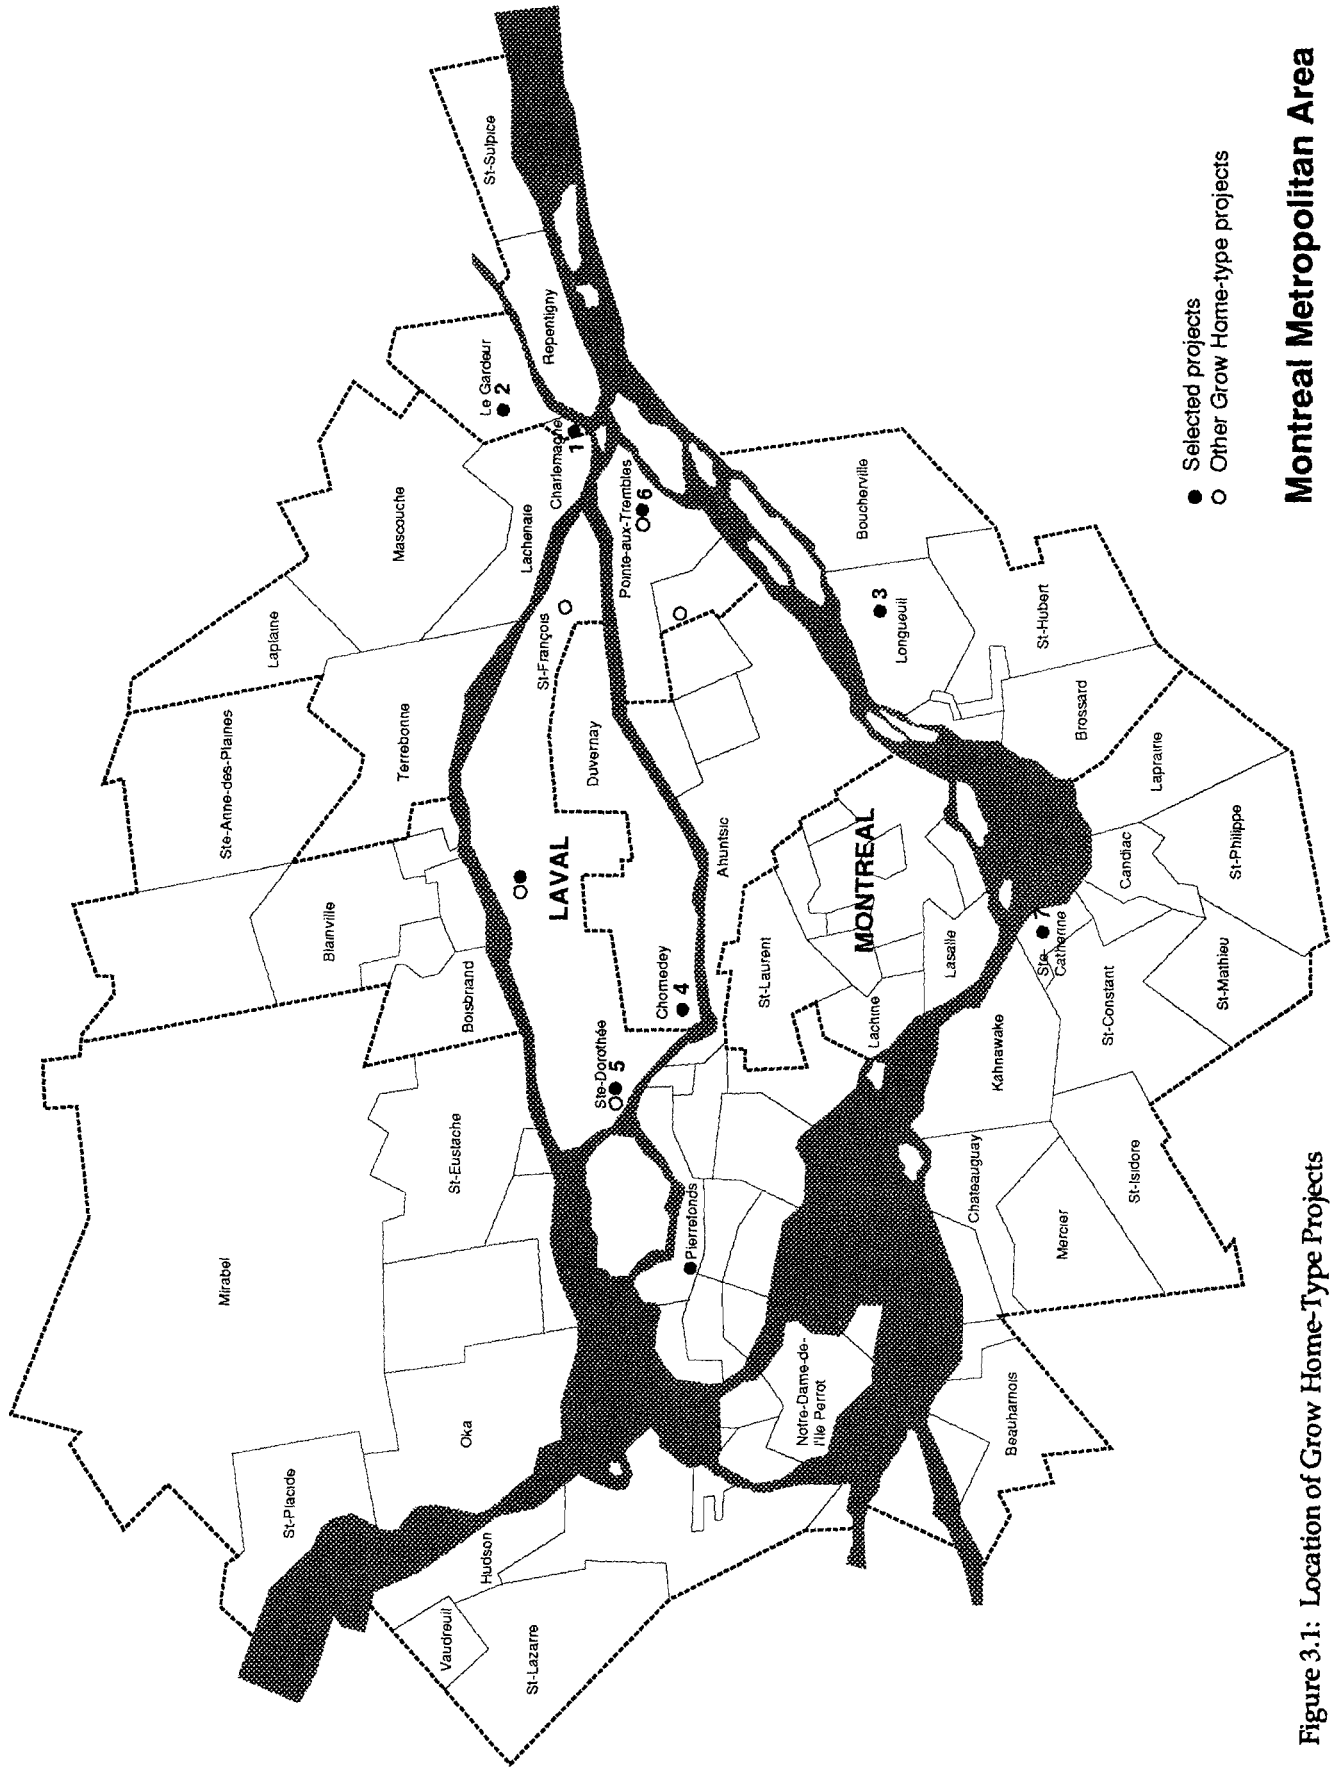 Mirabel
St-Placide
Oka
St-Eustache
Hudson
Vaudreuil
St-Lazarre
Ste-Anne-des-Plaines
Laplaine
Mascouche
Blainville
Terrebonne
Boisbriand
Lachenaie
Le Gardeur
2
Charlemagne
1
Repentigny
St-Sulpice
St-François
Duvernay
LAVAL
Chomedey
4
Ste-Dorothée
5
Pointe-aux-Trembles
6
Ahuntsic
St-Laurent
MONTREAL
Lachine
Lasalle
Pierrefonds
Notre-Dame-de-
l'Ile Perrot
Boucherville
Longueuil
3
St-Hubert
Brossard
Laprairie
Candiac
St-Philippe
Ste-
Catherine
7
St-Constant
St-Mathieu
Kahnawake
Chateauguay
Mercier
St-Isidore
Beauharnois
Selected projects
Other Grow Home-type projects
Montreal Metropolitan Area
Figure 3.1: Location of Grow Home-Type Projects